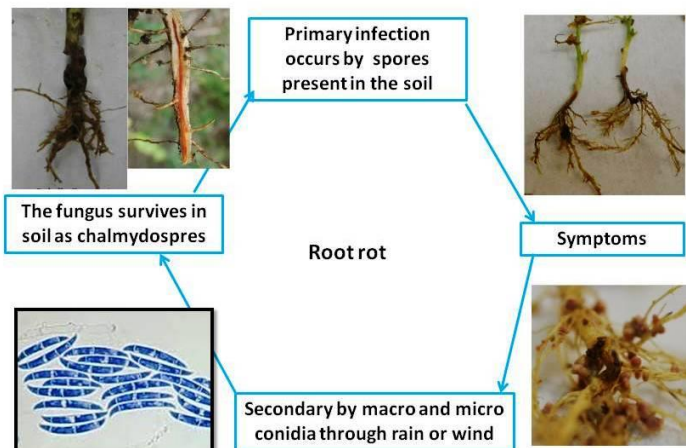 Primary infection
occurs by spores
present in the soil
The fungus survives in
soil as chalmydospres
Root rot
Symptoms
Secondary by macro and micro
conidia through rain or wind